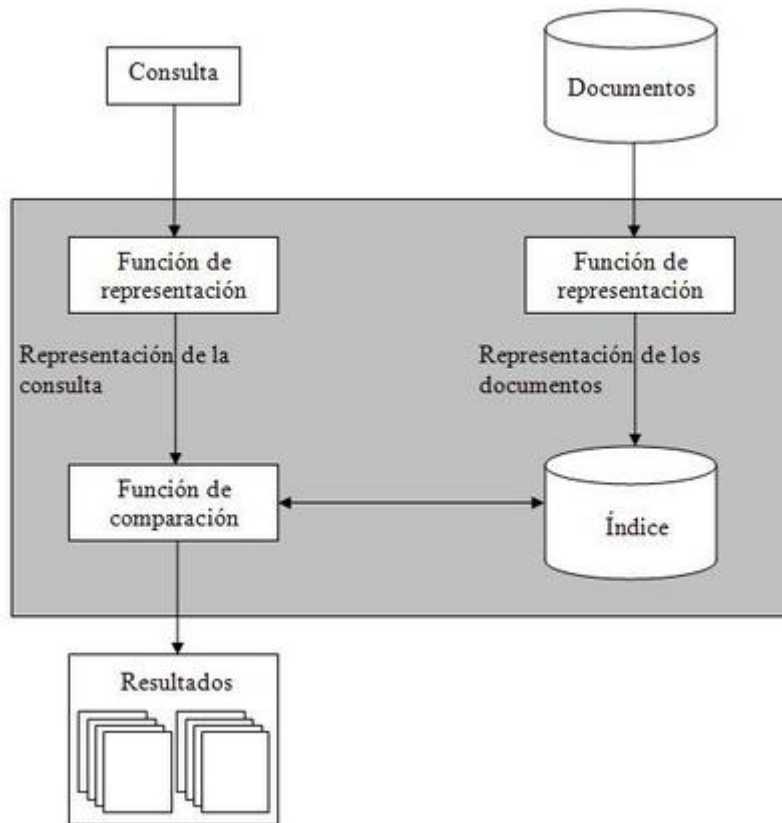 Consulta
Documentos
Función de
representación
Función de
representación
Representación de la
consulta
Representación de los
documentos
Función de
comparación
Índice
Resultados